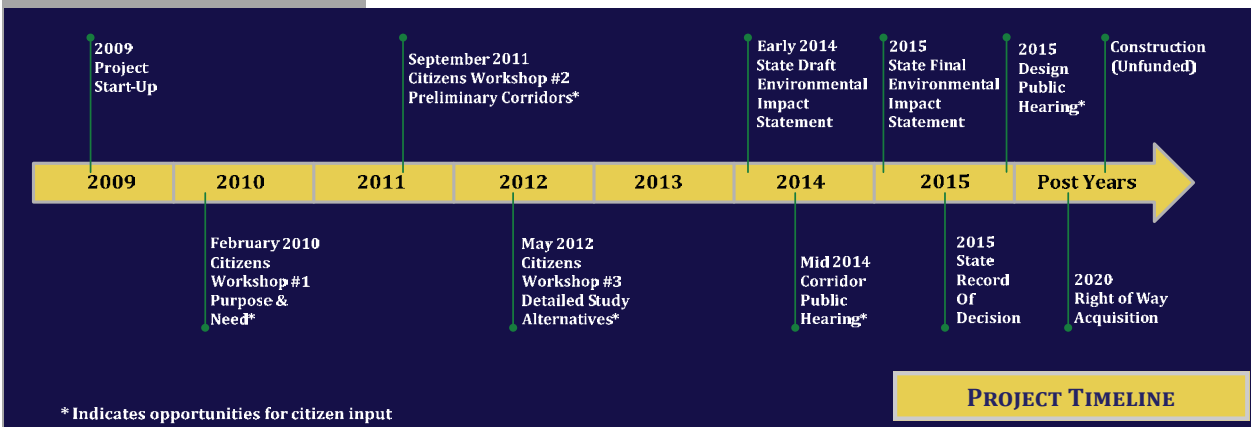 2009
Project
Start-Up
September 2011
Citizens Workshop #2
Preliminary Corridors*
Early 2014
State Draft
Environmental
Impact
Statement
2015
State Final
Environmental
Impact
Statement
2015
Design
Public
Hearing*
Construction
(Unfunded)
2009 2010 2011 2012 2013 2014 2015 Post Years
February 2010
Citizens
Workshop #1
Purpose &
Need*
May 2012
Citizens
Workshop #3
Detailed Study
Alternatives*
Mid 2014
Corridor
Public
Hearing*
2015
State
Record
Of
Decision
2020
Right of Way
Acquisition
* Indicates opportunities for citizen input
PROJECT TIMELINE